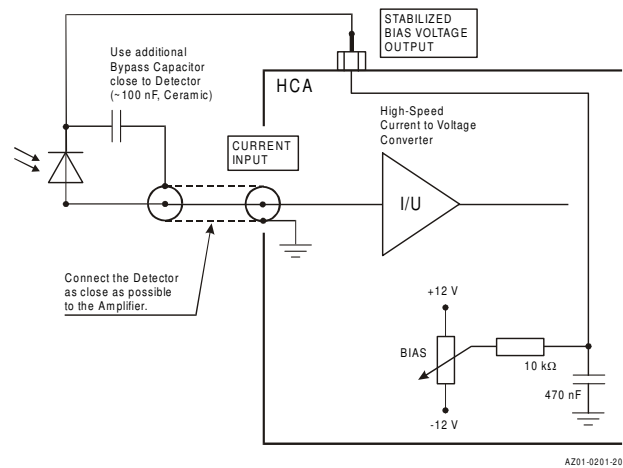 STABILIZED
BIAS VOLTAGE
OUTPUT
Use additional
Bypass Capacitor
close to Detector
(~100 nF, Ceramic)
HCA
High-Speed
Current to Voltage
Converter
CURRENT
INPUT
I/U
Connect the Detector
as close as possible
to the Amplifier.
+12 V
BIAS
10 kΩ
470 nF
-12 V
AZ01-0201-20